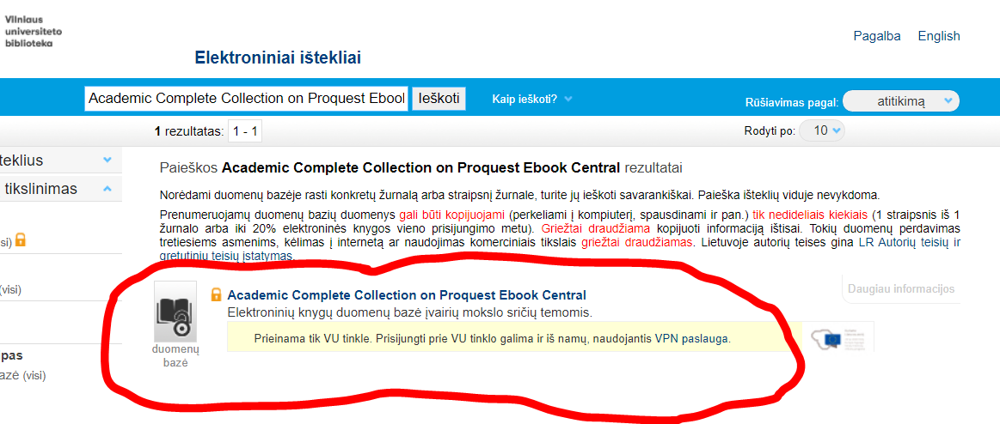 Vilniaus
universiteto
biblioteka
Pagalba English
Elektroniniai ištekliai
Academic Complete Collection on Proquest Ebool Ieškoti Kaip ieškoti? Rūšiavimas pagal: atitikimą
1 rezultatas: 1 - 1 Rodyti po: 10
teklius
tikslinimas
si)
(visi)
pas
azė (visi)
Paieškos Academic Complete Collection on Proquest Ebook Central rezultatai
Norėdami duomenų bazėje rasti konkretų žurnalą arba straipsnį žurnale, turite jų ieškoti savarankiškai. Paieška išteklių viduje nevykdoma.
Prenumeruojamų duomenų bazių duomenys gali būti kopijuojami (perkeliami į kompiuterį, spausdinami ir pan.) tik nedideliais kiekiais (1 straipsnis iš 1
žurnalo arba iki 20% elektroninės knygos vieno prisijungimo metu). Griežtai draudžiama kopijuoti informaciją ištisai. Tokių duomenų perdavimas
tretiesiems asmenims, kėlimas į internetą ar naudojimas komerciniais tikslais griežtai draudžiamas. Lietuvoje autorių teises gina LR Autorių teisių ir
gretutinių teisių įstatymas.
Academic Complete Collection on Proquest Ebook Central
Daugiau informacijos
Elektroninių knygų duomenų bazė įvairių mokslo sričių temomis.
Prieinama tik VU tinkle. Prisijungti prie VU tinklo galima ir iš namų, naudojantis VPN paslauga.
duomenų
bazė